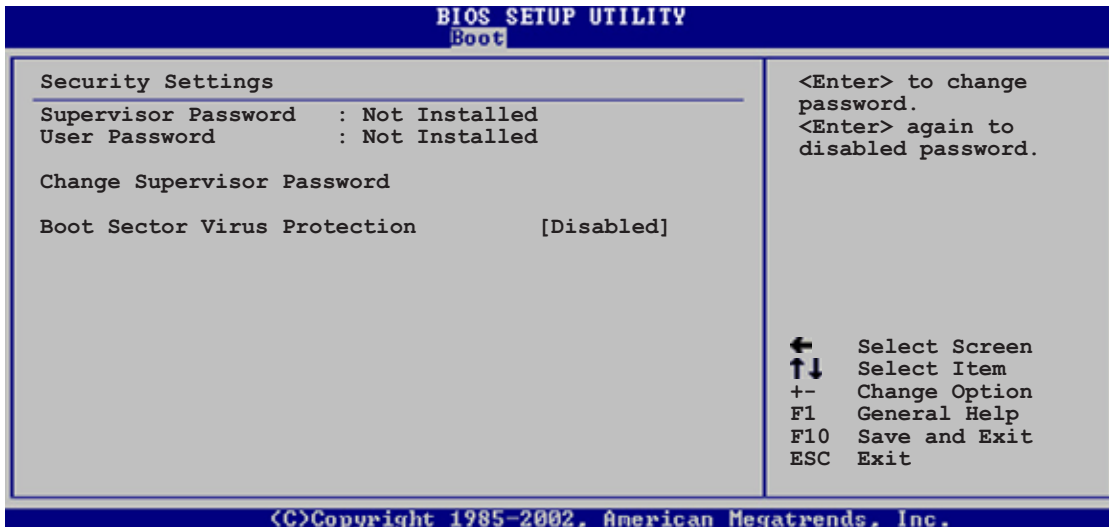 BIOS SETUP UTILITY
Boot
Security Settings
Supervisor Password : Not Installed
User Password : Not Installed
Change Supervisor Password
Boot Sector Virus Protection [Disabled]
<Enter> to change
password.
<Enter> again to
disabled password.
← Select Screen
↑↓ Select Item
+- Change Option
F1 General Help
F10 Save and Exit
ESC Exit
(C)Copyright 1985-2002, American Megatrends, Inc.